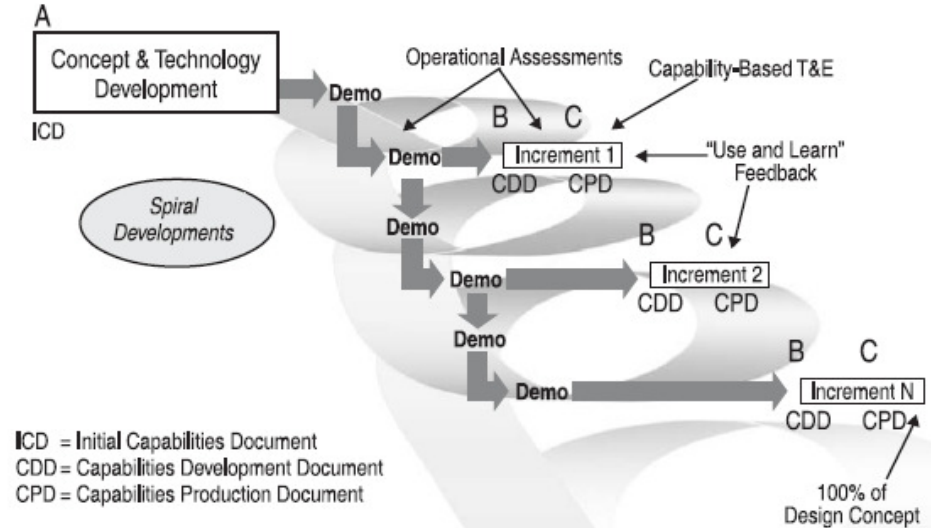 A
Concept & Technology
Development
ICD
Operational Assessments
Capability-Based T&E
Demo
B C
Demo
Increment 1
CDD CPD
"Use and Learn"
Feedback
Spiral
Developments
Demo
B C
Demo
Increment 2
CDD CPD
Demo
B C
Demo
Increment N
CDD CPD
ICD = Initial Capabilities Document
CDD = Capabilities Development Document
CPD = Capabilities Production Document
100% of
Design Concept